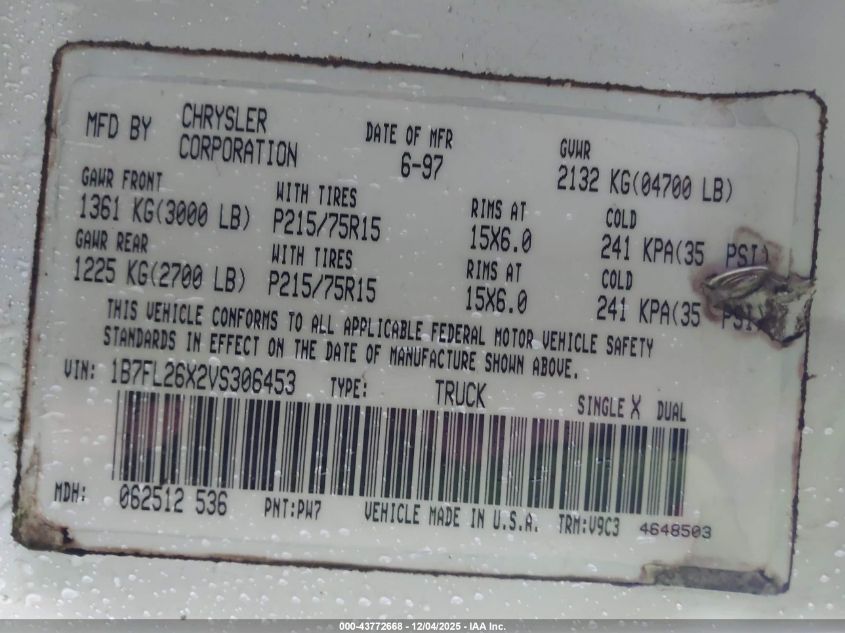 MFD BY CHRYSLER CORPORATION DATE OF MFR 6-97 GVWR 2132 KG(04700 LB)
GAWR FRONT WITH TIRES RIMS AT COLD
1361 KG(3000 LB) P215/75R15 15X6.0 241 KPA(35 PSI)
GAWR REAR WITH TIRES RIMS AT COLD
1225 KG(2700 LB) P215/75R15 15X6.0 241 KPA(35 PSI)
THIS VEHICLE CONFORMS TO ALL APPLICABLE FEDERAL MOTOR VEHICLE SAFETY
STANDARDS IN EFFECT ON THE DATE OF MANUFACTURE SHOWN ABOVE.
VIN: 1B7FL26X2VS306453 TYPE: TRUCK SINGLE X DUAL
MDH: 062512 536 PNT:PW7 VEHICLE MADE IN U.S.A. TRM:V9C3 4648503
000-43772668 - 12/04/2025 - IAA Inc.